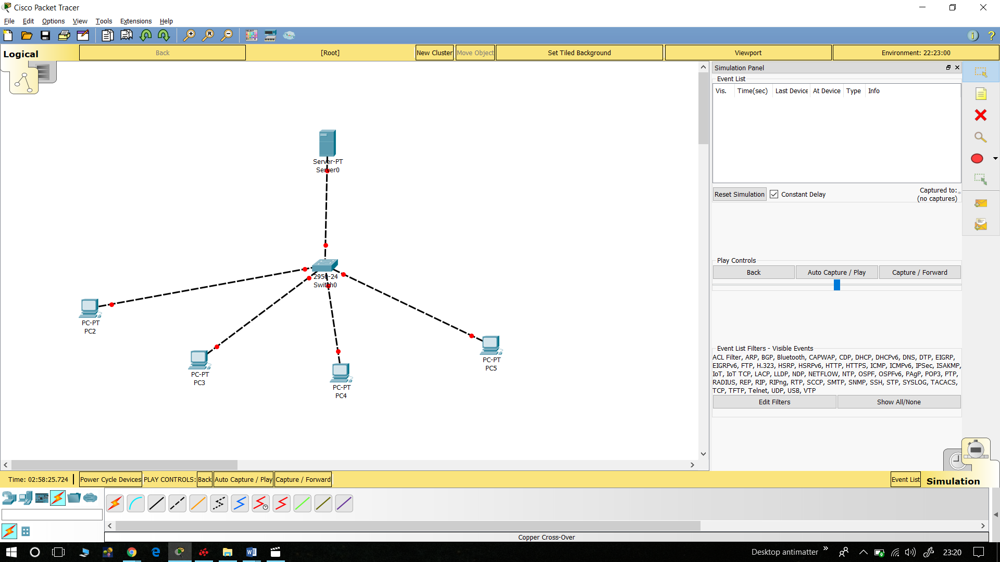 Cisco Packet Tracer
File Edit Options View Tools Extensions Help
Logical Back [Root] New Cluster Move Object Set Tiled Background Viewport Environment: 22:23:00
Simulation Panel
Event List
Vis. Time(sec) Last Device At Device Type Info
Server-PT
Server0
Reset Simulation Constant Delay Captured to:
(no captures)
2950-24
Switch0
Play Controls
Back Auto Capture / Play Capture / Forward
PC-PT
PC2
PC-PT
PC3
PC-PT
PC4
PC-PT
PC5
Event List Filters - Visible Events
ACL Filter, ARP, BGP, Bluetooth, CAPWAP, CDP, DHCP, DHCPv6, DNS, DTP, EIGRP,
EIGRPv6, FTP, H.323, HSRP, HSRPv6, HTTP, HTTPS, ICMP, ICMPv6, IPSec, ISAKMP,
IoT, IoT TCP, LACP, LLDP, NDP, NETFLOW, NTP, OSPF, OSPFv6, PAgP, POP3, PTP,
RADIUS, REP, RIP, RIPng, RTP, SCCP, SMTP, SNMP, SSH, STP, SYSLOG, TACACS,
TCP, TFTP, Telnet, UDP, USB, VTP
Edit Filters Show All/None
Time: 02:58:25.724 Power Cycle Devices PLAY CONTROLS: Back Auto Capture / Play Capture / Forward Event List Simulation
Copper Cross-Over
Desktop antimatter » 23:20